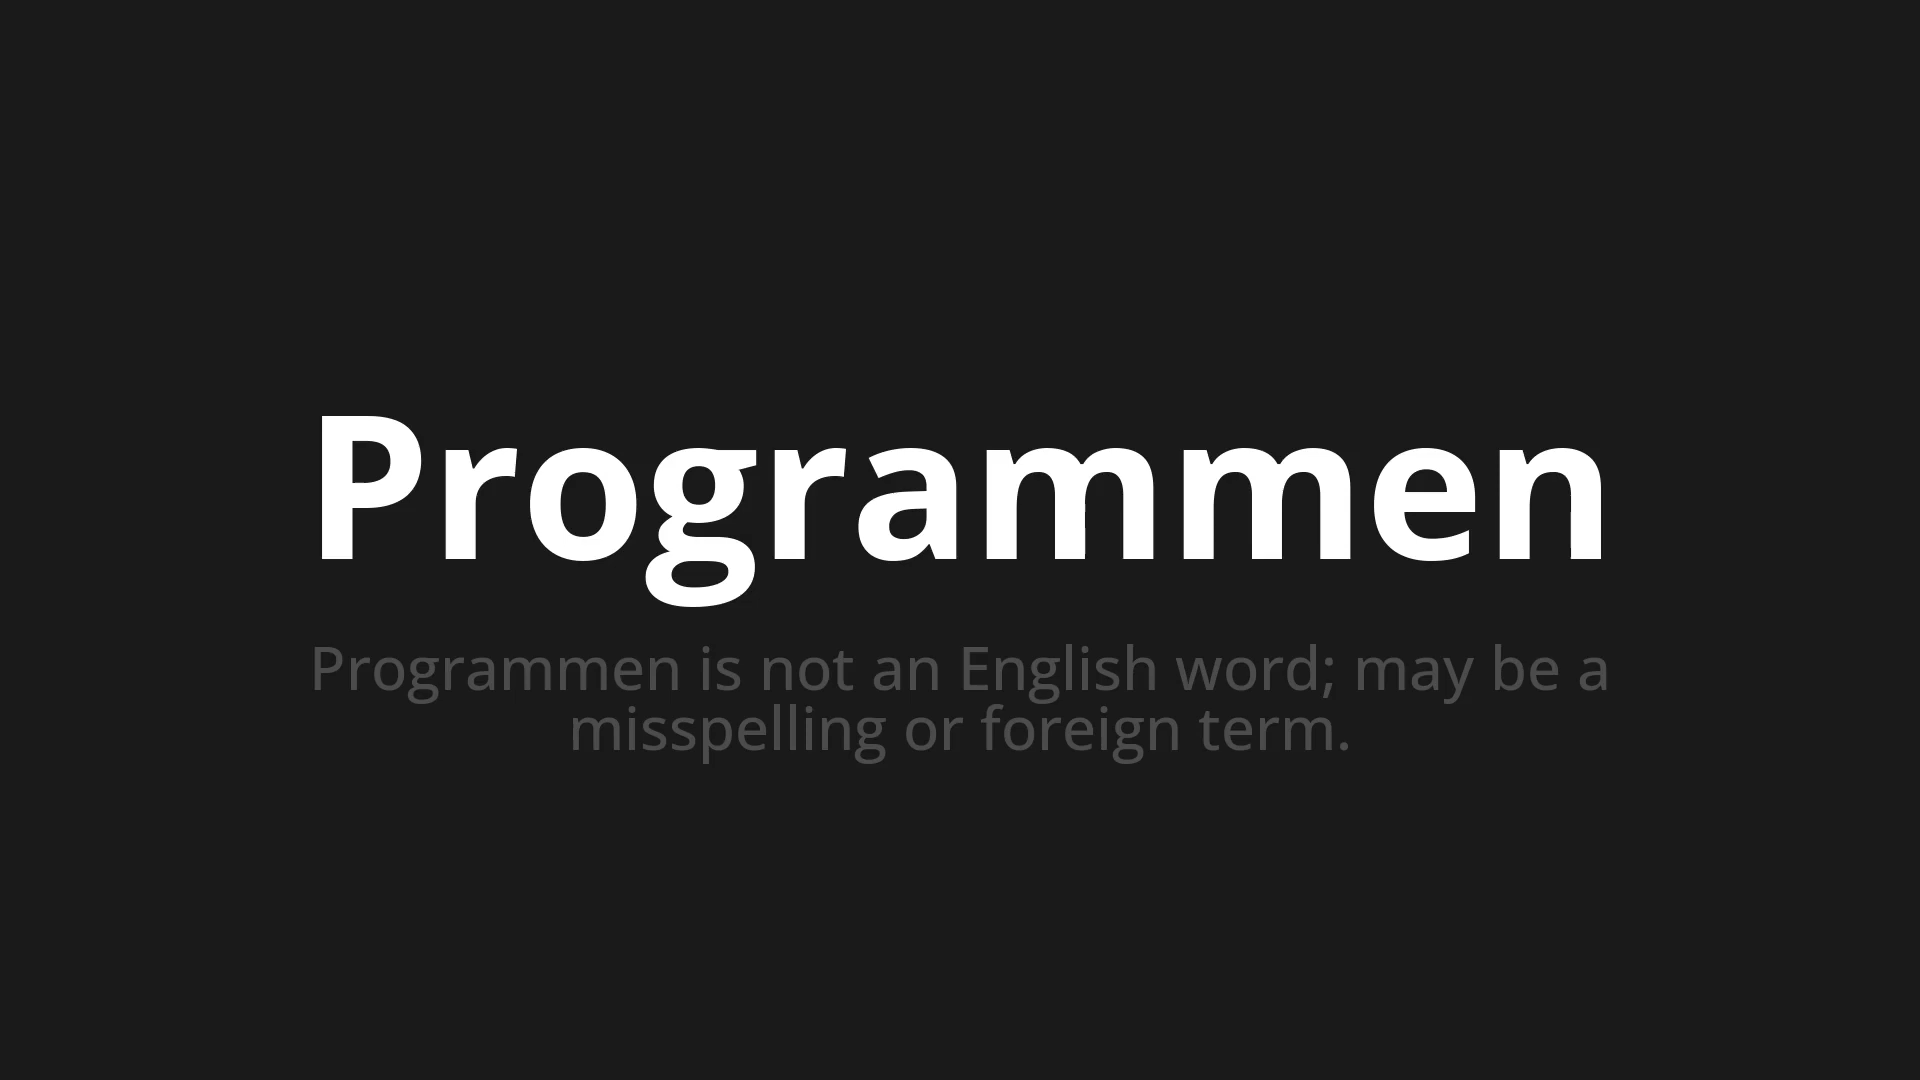 Programmen
Programmen is not an English word; may be a
misspelling or foreign term.